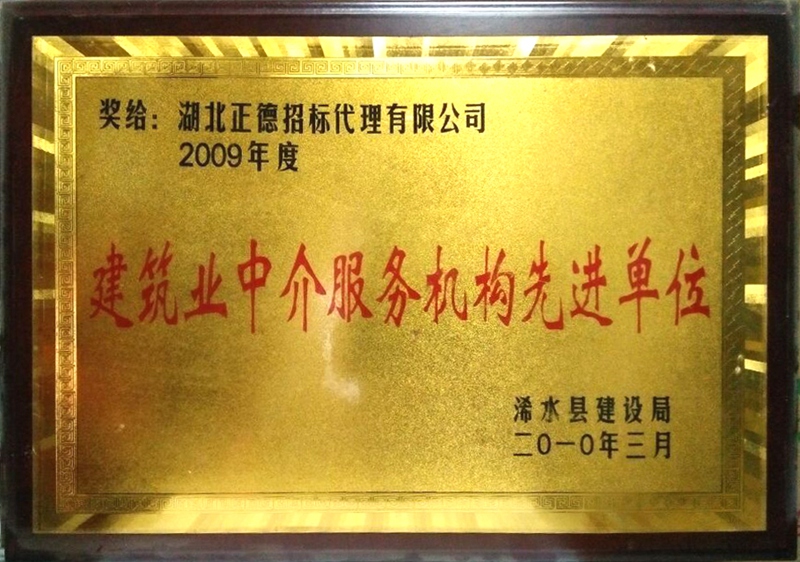 奖给：湖北正德招标代理有限公司
2009年度
建筑业中介服务机构先进单位
浠水县建设局
二〇一〇年三月